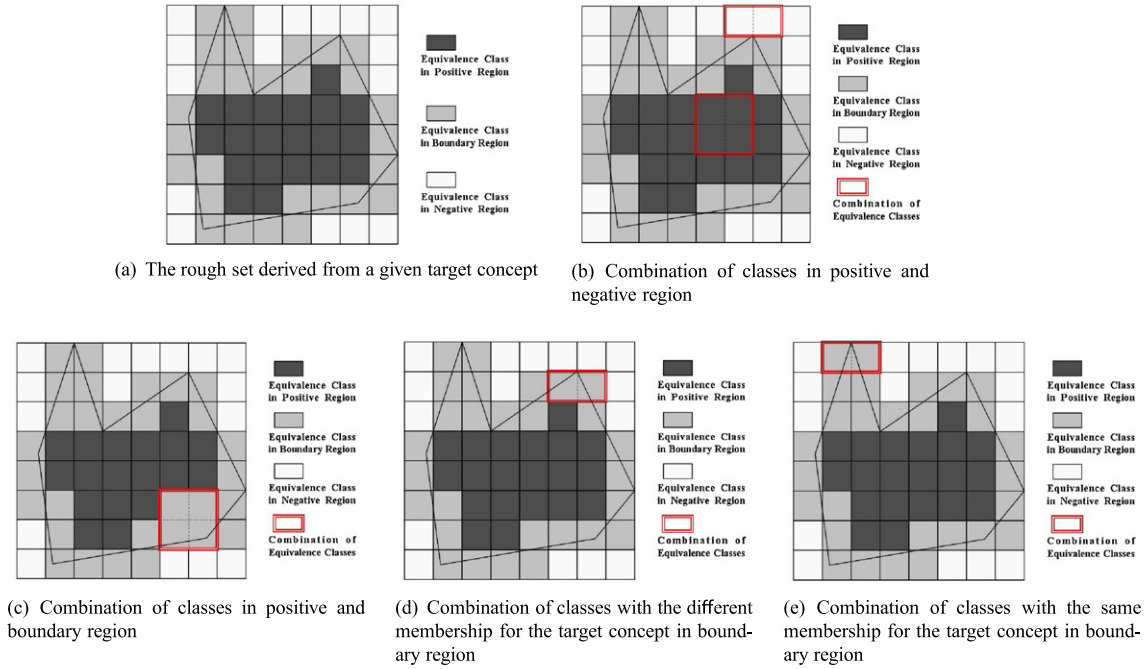 Equivalence Class
in Positive Region
Equivalence Class
in Boundary Region
Equivalence Class
in Negative Region
(a) The rough set derived from a given target concept
Equivalence Class
in Positive Region
Equivalence Class
in Boundary Region
Equivalence Class
in Negative Region
Combination of
Equivalence Classes
(b) Combination of classes in positive and
negative region
Equivalence Class
in Positive Region
Equivalence Class
in Boundary Region
Equivalence Class
in Negative Region
Combination of
Equivalence Classes
(c) Combination of classes in positive and
boundary region
Equivalence Class
in Positive Region
Equivalence Class
in Boundary Region
Equivalence Class
in Negative Region
Combination of
Equivalence Classes
(d) Combination of classes with the different
membership for the target concept in bound-
ary region
Equivalence Class
in Positive Region
Equivalence Class
in Boundary Region
Equivalence Class
in Negative Region
Combination of
Equivalence Classes
(e) Combination of classes with the same
membership for the target concept in bound-
ary region